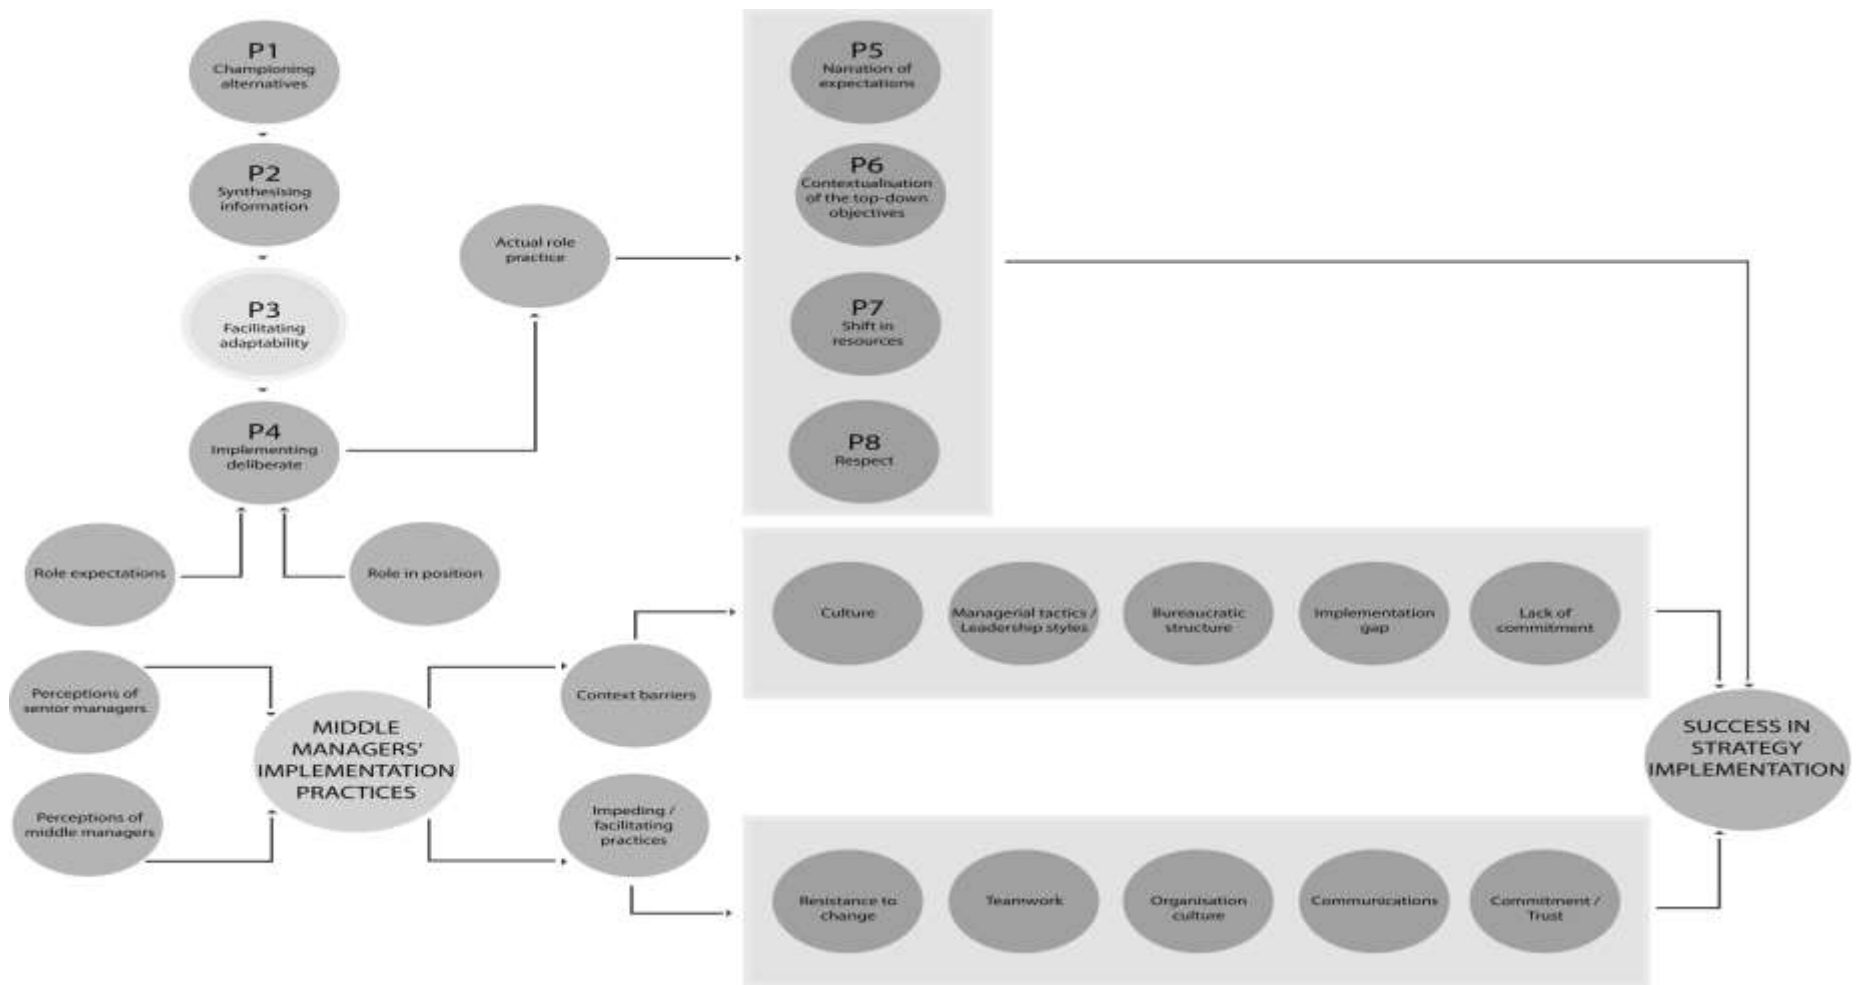 P1
Championing
alternatives
P2
Synthesising
information
P3
Facilitating
adaptability
P4
Implementing
deliberate
Role expectations
Role in position
Actual role
practice
P5
Narration of
expectations
P6
Contextualisation
of the top-down
objectives
P7
Shift in
resources
P8
Respect
Perceptions of
senior managers
Perceptions of
middle managers
MIDDLE
MANAGERS'
IMPLEMENTATION
PRACTICES
Context barriers
Impeding /
facilitating
practices
Culture
Managerial tactics /
Leadership styles
Bureaucratic
structure
Implementation
gap
Lack of
commitment
Resistance to
change
Teamwork
Organisation
culture
Communications
Commitment /
Trust
SUCCESS IN
STRATEGY
IMPLEMENTATION